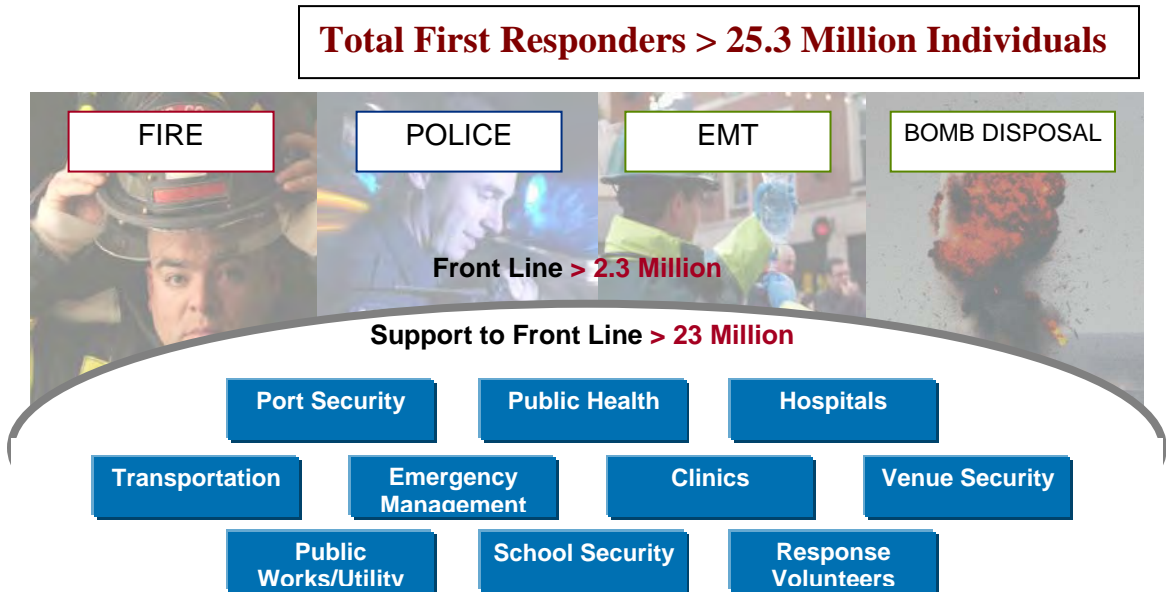 Total First Responders > 25.3 Million Individuals
FIRE
POLICE
EMT
BOMB DISPOSAL
Front Line > 2.3 Million
Support to Front Line > 23 Million
Port Security
Public Health
Hospitals
Transportation
Emergency
Management
Clinics
Venue Security
Public
Works/Utility
School Security
Response
Volunteers